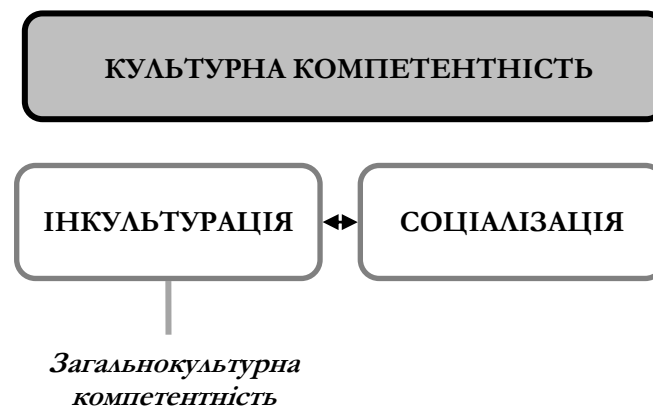 КУЛЬТУРНА КОМПЕТЕНТНІСТЬ
ІНКУЛЬТУРАЦІЯ
СОЦІАЛІЗАЦІЯ
Загальнокультурна
компетентність